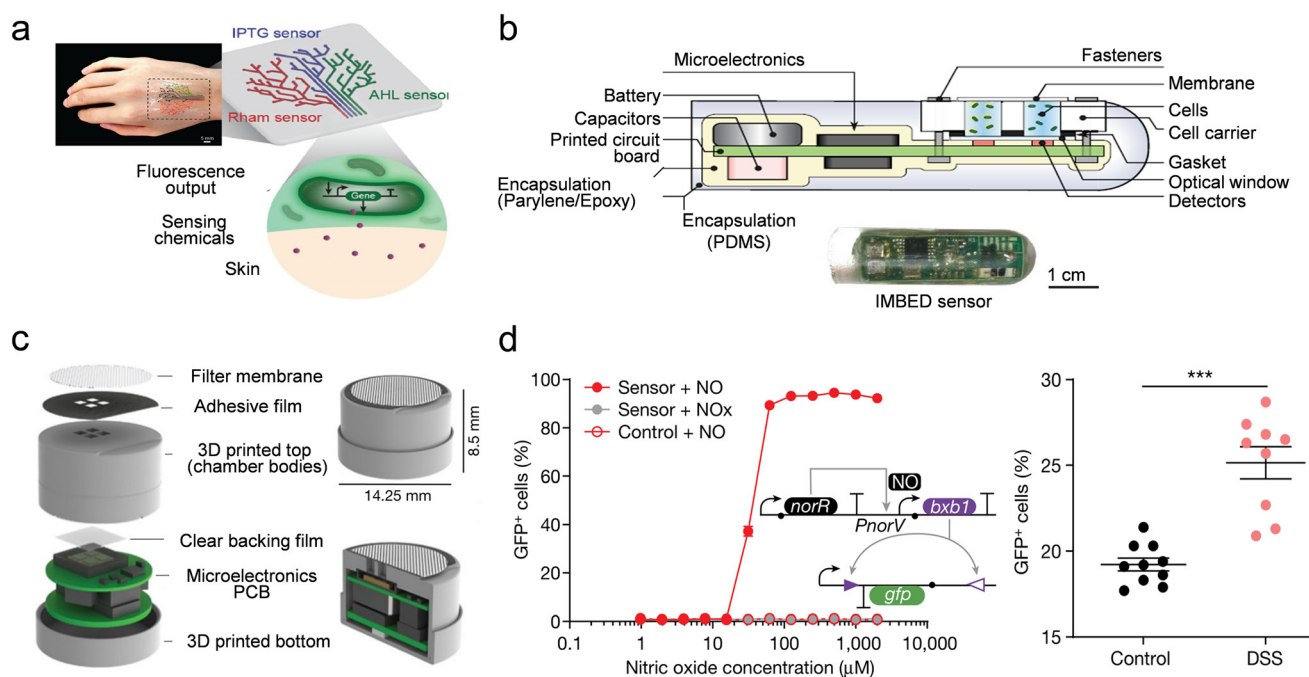 a
IPTG sensor
AHL sensor
Rham sensor
5 mm
Fluorescence
output
Gene
Sensing
chemicals
Skin
b
Microelectronics
Battery
Capacitors
Printed circuit
board
Encapsulation
(Parylene/Epoxy)
Encapsulation
(PDMS)
Fasteners
Membrane
Cells
Cell carrier
Gasket
Optical window
Detectors
1 cm
IMBED sensor
c
Filter membrane
Adhesive film
3D printed top
(chamber bodies)
8.5 mm
14.25 mm
Clear backing film
Microelectronics
PCB
3D printed bottom
d
Sensor + NO
Sensor + NOx
Control + NO
GFP+ cells (%)
100
80
60
40
20
0
0.1
1
10
100
1,000
10,000
Nitric oxide concentration (μM)
NO
norR
PnorV
bxb1
gfp
GFP+ cells (%)
30
25
20
15
***
Control
DSS